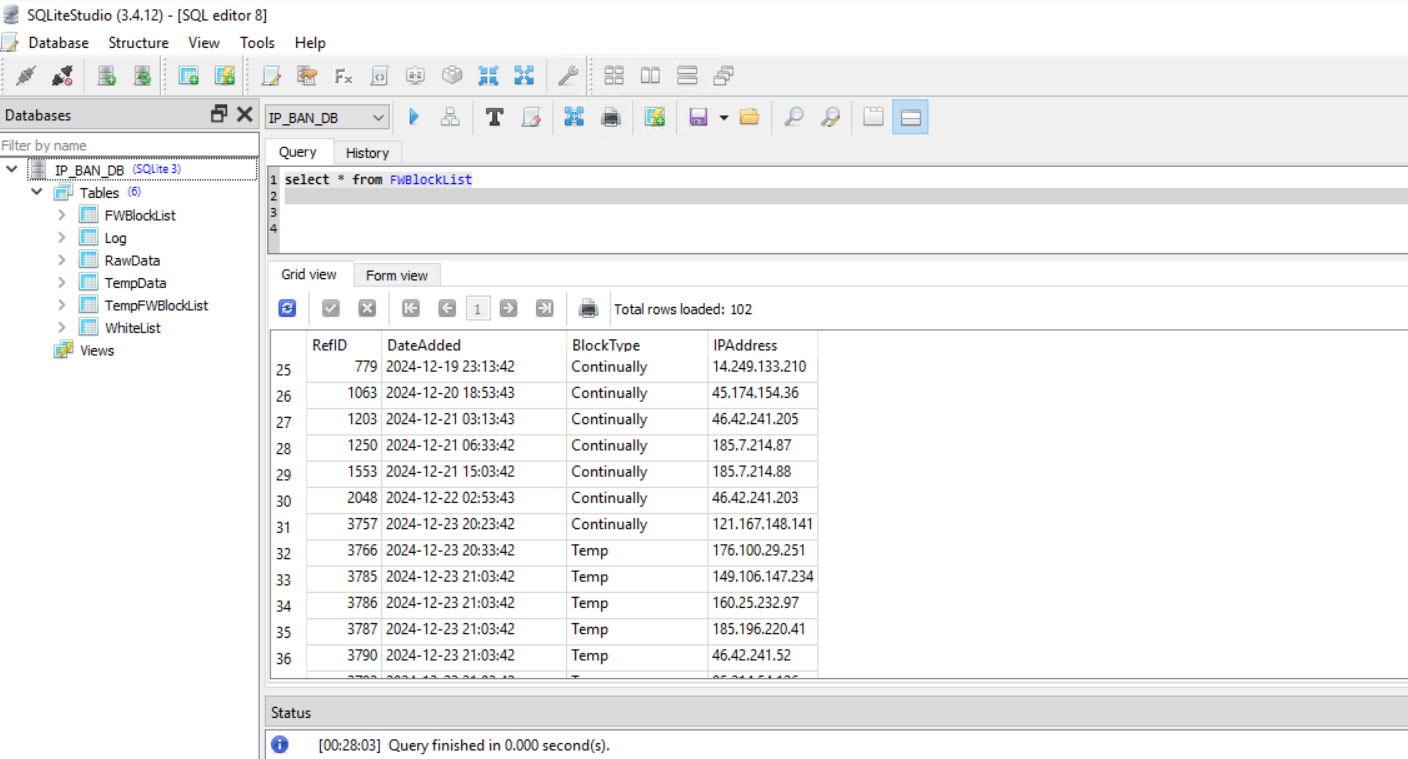 SQLiteStudio (3.4.12) - [SQL editor 8]
Database Structure View Tools Help
Databases
IP_BAN_DB
Filter by name
IP_BAN_DB (SQLite 3)
Tables (6)
FWBlockList
Log
RawData
TempData
TempFWBlockList
WhiteList
Views
Query History
1 select * from FWBlockList
2
3
4
Grid view Form view
1 Total rows loaded: 102
RefID DateAdded BlockType IPAddress
25 779 2024-12-19 23:13:42 Continually 14.249.133.210
26 1063 2024-12-20 18:53:43 Continually 45.174.154.36
27 1203 2024-12-21 03:13:43 Continually 46.42.241.205
28 1250 2024-12-21 06:33:42 Continually 185.7.214.87
29 1553 2024-12-21 15:03:42 Continually 185.7.214.88
30 2048 2024-12-22 02:53:43 Continually 46.42.241.203
31 3757 2024-12-23 20:23:42 Continually 121.167.148.141
32 3766 2024-12-23 20:33:42 Temp 176.100.29.251
33 3785 2024-12-23 21:03:42 Temp 149.106.147.234
34 3786 2024-12-23 21:03:42 Temp 160.25.232.97
35 3787 2024-12-23 21:03:42 Temp 185.196.220.41
36 3790 2024-12-23 21:03:42 Temp 46.42.241.52
Status
[00:28:03] Query finished in 0.000 second(s).